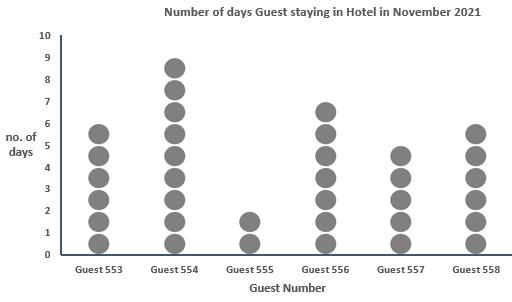 Number of days Guest staying in Hotel in November 2021
10
9
8
7
6
5
4
3
2
1
0
no. of
days
Guest 553 Guest 554 Guest 555 Guest 556 Guest 557 Guest 558
Guest Number